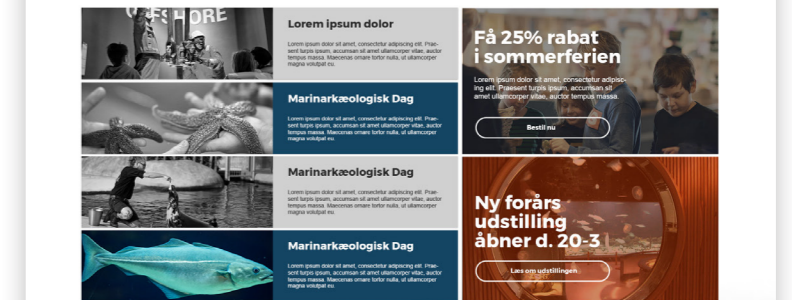 OFFSHORE
Lorem ipsum dolor
Lorem ipsum dolor sit amet, consectetur adipiscing elit. Prae-
sent turpis ipsum, accumsan sit amet ullamcorper vitae, auctor
tempus massa. Maecenas ornare tortor nulla, ut ullamcorper
magna volutpat eu.
Marinarkæologisk Dag
Lorem ipsum dolor sit amet, consectetur adipiscing elit. Prae-
sent turpis ipsum, accumsan sit amet ullamcorper vitae, auctor
tempus massa. Maecenas ornare tortor nulla, ut ullamcorper
magna volutpat eu.
Marinarkæologisk Dag
Lorem ipsum dolor sit amet, consectetur adipiscing elit. Prae-
sent turpis ipsum, accumsan sit amet ullamcorper vitae, auctor
tempus massa. Maecenas ornare tortor nulla, ut ullamcorper
magna volutpat eu.
Marinarkæologisk Dag
Lorem ipsum dolor sit amet, consectetur adipiscing elit. Prae-
sent turpis ipsum, accumsan sit amet ullamcorper vitae, auctor
tempus massa. Maecenas ornare tortor nulla, ut ullamcorper
magna volutpat eu.
Få 25% rabat
i sommerferien
Lorem ipsum dolor sit amet, consectetur adipisc-
ing elit. Praesent turpis ipsum, accumsan sit
amet ullamcorper vitae, auctor tempus massa.
Bestil nu
Ny forårs
udstilling
åbner d. 20-3
Læs om udstillingen